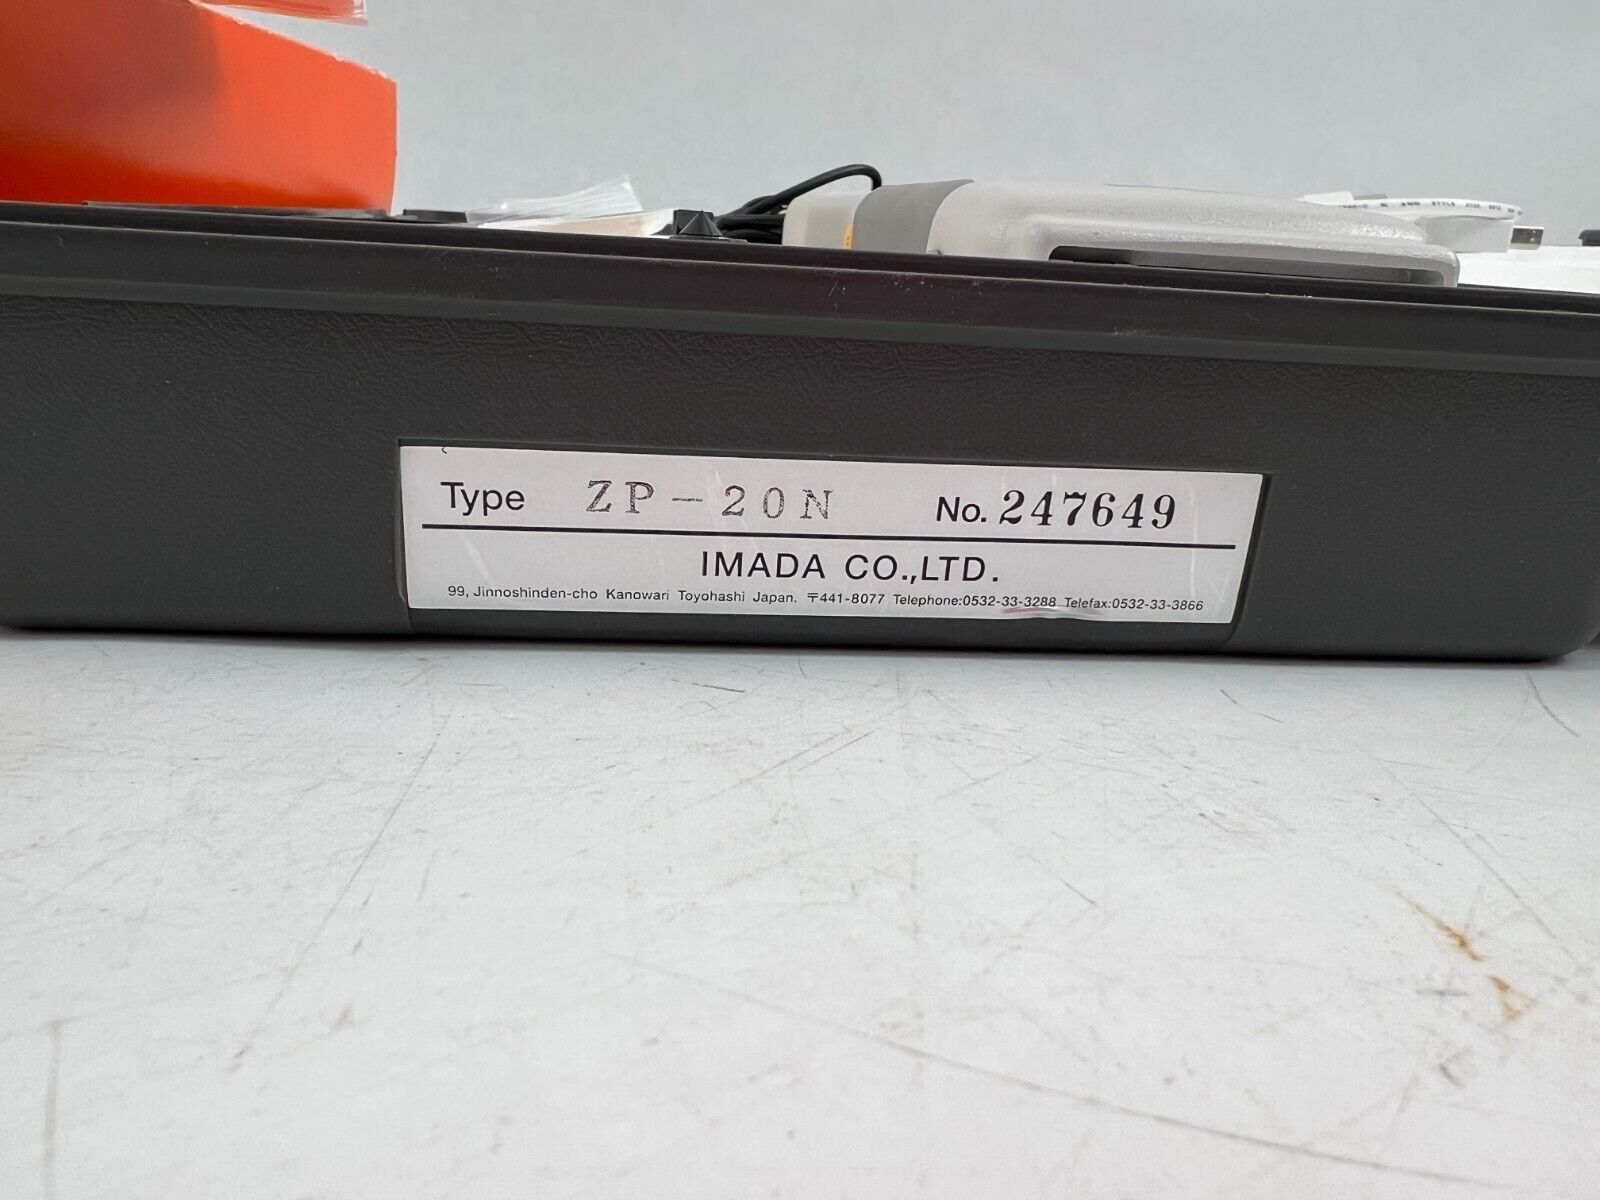 Type ZP-20N No. 247649
IMADA CO.,LTD.
99, Jinnoshinden-cho Kanowari Toyohashi Japan. 〒441-8077 Telephone:0532-33-3288 Telefax:0532-33-3866